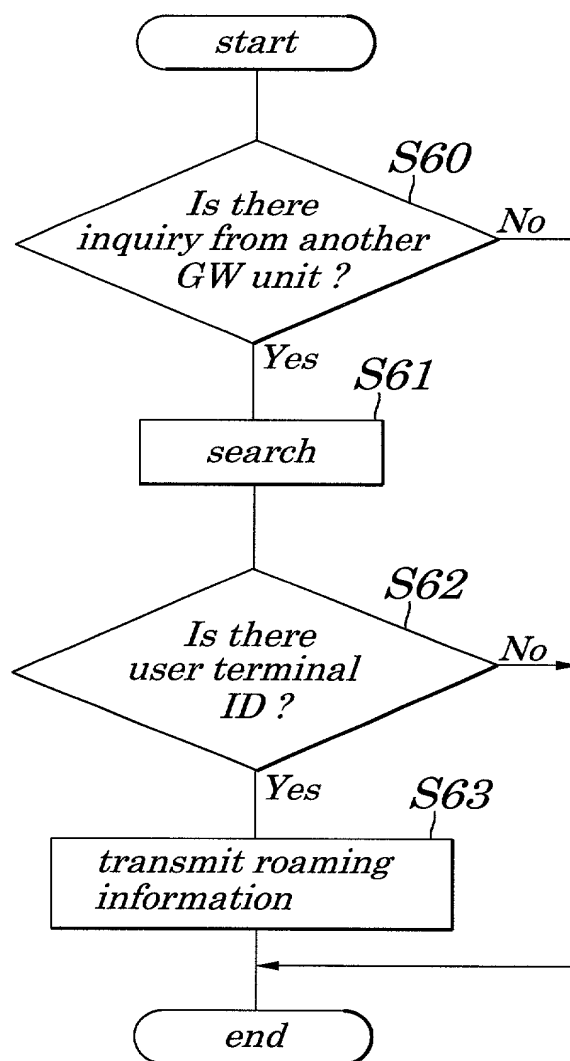 start
S60
Is there
inquiry from another
GW unit ?
No
Yes
S61
search
S62
Is there
user terminal
ID ?
No
Yes
S63
transmit roaming
information
end